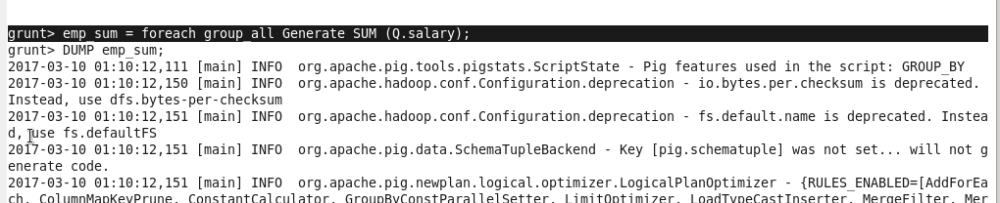 grunt> emp_sum = foreach group_all Generate SUM (Q.salary);
grunt> DUMP emp_sum;
2017-03-10 01:10:12,111 [main] INFO  org.apache.pig.tools.pigstats.ScriptState - Pig features used in the script: GROUP_BY
2017-03-10 01:10:12,150 [main] INFO  org.apache.hadoop.conf.Configuration.deprecation - io.bytes.per.checksum is deprecated.
Instead, use dfs.bytes-per-checksum
2017-03-10 01:10:12,151 [main] INFO  org.apache.hadoop.conf.Configuration.deprecation - fs.default.name is deprecated. Instea
d, use fs.defaultFS
2017-03-10 01:10:12,151 [main] INFO  org.apache.pig.data.SchemaTupleBackend - Key [pig.schematuple] was not set... will not g
enerate code.
2017-03-10 01:10:12,151 [main] INFO  org.apache.pig.newplan.logical.optimizer.LogicalPlanOptimizer - {RULES_ENABLED=[AddForEa
ch, ColumnMapKeyPrune, ConstantCalculator, GroupByConstParallelSetter, LimitOptimizer, LoadTypeCastInserter, MergeFilter, Mer